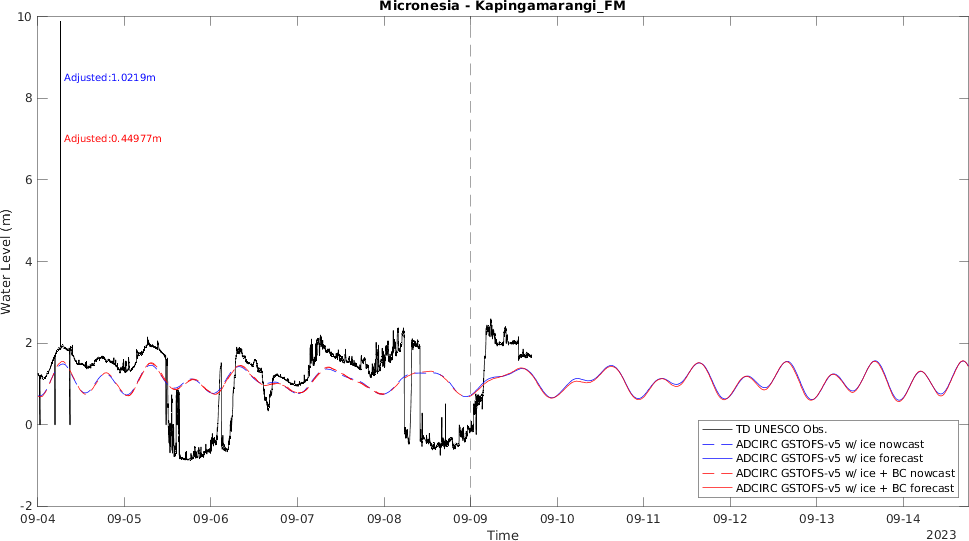 Micronesia - Kapingamarangi_FM
10
8
6
4
2
0
-2
Water Level (m)
Adjusted:1.0219m
Adjusted:0.44977m
TD UNESCO Obs.
ADCIRC GSTOFS-v5 w/ ice nowcast
ADCIRC GSTOFS-v5 w/ ice forecast
ADCIRC GSTOFS-v5 w/ ice + BC nowcast
ADCIRC GSTOFS-v5 w/ ice + BC forecast
09-04 09-05 09-06 09-07 09-08 09-09 09-10 09-11 09-12 09-13 09-14
Time
2023